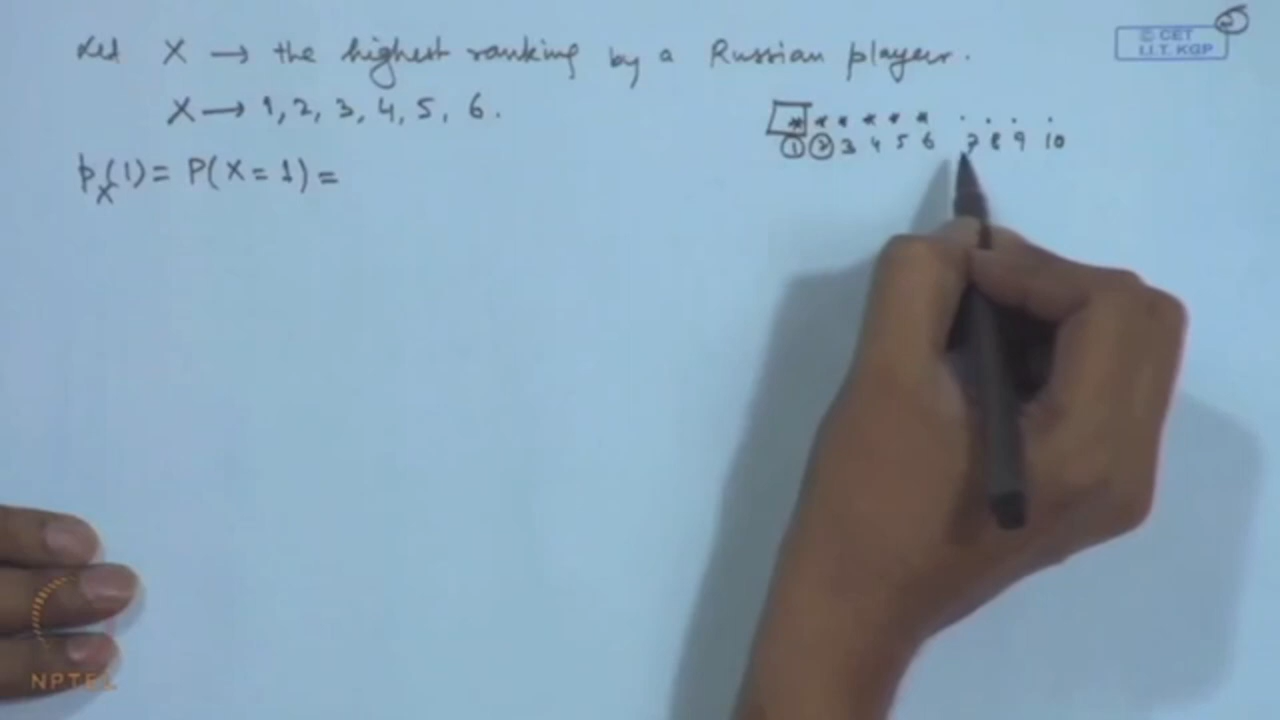 Let X → the highest ranking by a Russian player.
© CET
I.I.T. KGP
X → 1, 2, 3, 4, 5, 6.
1 2 3 4 5 6 7 8 9 10
p_X(1) = P(X = 1) =
NPTEL